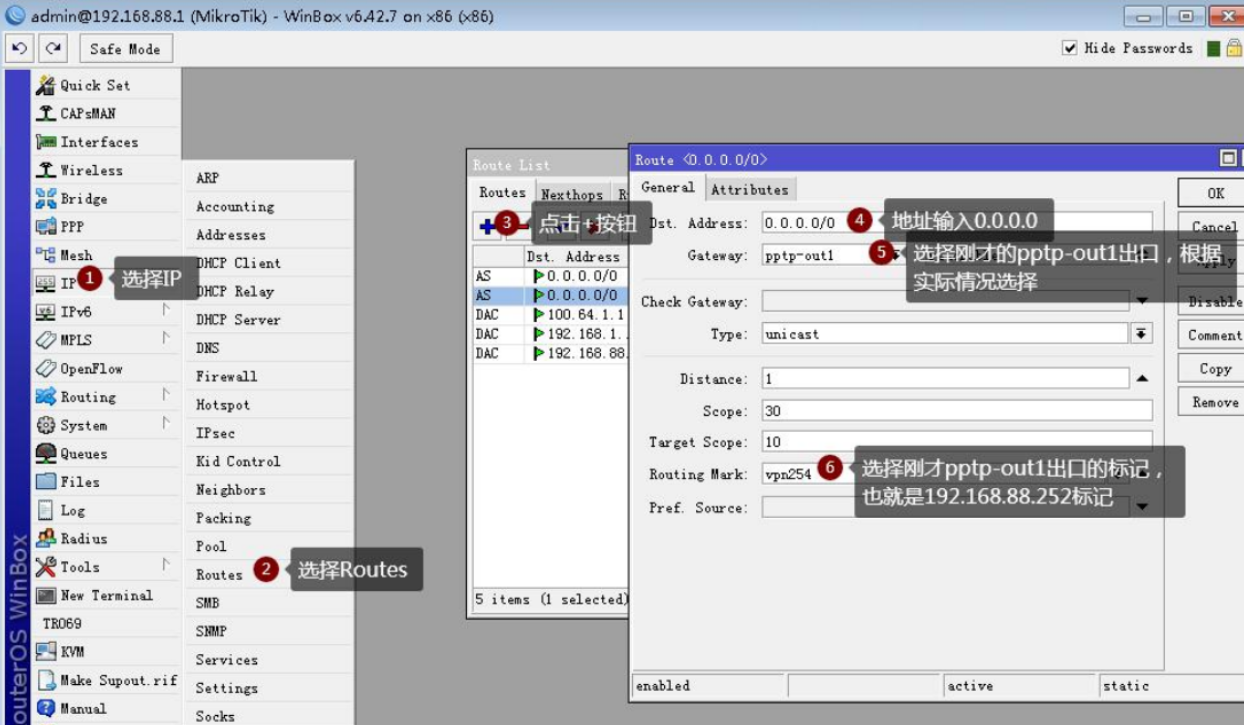 admin@192.168.88.1 (MikroTik) - WinBox v6.42.7 on x86 (x86)
Safe Mode
Hide Passwords
Quick Set
CAPsMAN
Interfaces
Wireless
Bridge
PPP
Mesh
IP
1 选择IP
IPv6
MPLS
OpenFlow
Routing
System
Queues
Files
Log
Radius
Tools
New Terminal
TR069
KVM
Make Supout.rif
Manual
outerOS WinBox
ARP
Accounting
Addresses
DHCP Client
DHCP Relay
DHCP Server
DNS
Firewall
Hotspot
IPsec
Kid Control
Neighbors
Packing
Pool
Routes
2 选择Routes
SMB
SNMP
Services
Settings
Socks
Route List
Routes Nexthops R
3 点击+按钮
Dst. Address
AS 0.0.0.0/0
AS 0.0.0.0/0
DAC 100.64.1.1
DAC 192.168.1..
DAC 192.168.88.
5 items (1 selected)
Route <0.0.0.0/0>
General Attributes
Dst. Address: 0.0.0.0/0
4 地址输入0.0.0.0
Gateway: pptp-out1
5 选择刚才的pptp-out1出口，根据
实际情况选择
Check Gateway:
Type: unicast
Distance: 1
Scope: 30
Target Scope: 10
Routing Mark: vpn254
6 选择刚才pptp-out1出口的标记，
也就是192.168.88.252标记
Pref. Source:
OK
Cancel
Apply
Disable
Comment
Copy
Remove
enabled active static